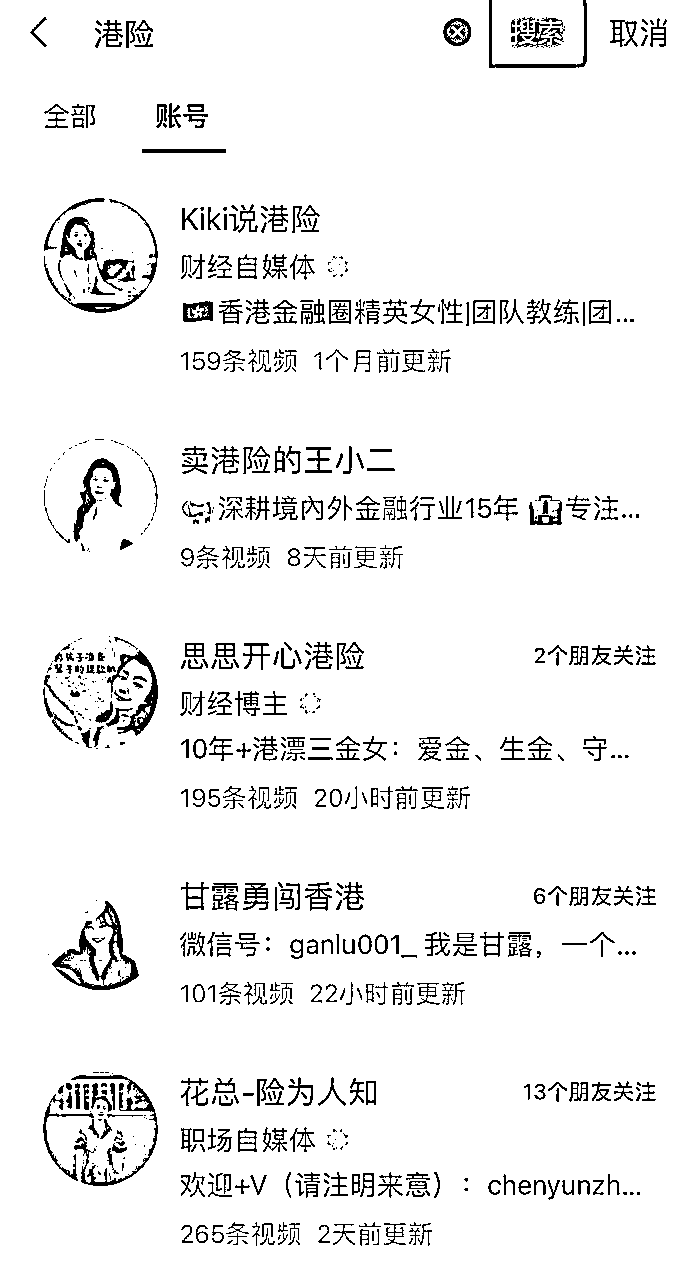 港险
搜索
取消
全部
账号
Kiki说港险
财经自媒体
香港金融圈精英女性|团队教练|团...
159条视频 1个月前更新
卖港险的王小二
深耕境内外金融行业15年 专注...
9条视频 8天前更新
思思开心港险 2个朋友关注
财经博主
10年+港漂三金女：爱金、生金、守...
195条视频 20小时前更新
甘露勇闯香港 6个朋友关注
微信号：ganlu001_ 我是甘露，一个...
101条视频 22小时前更新
花总-险为人知 13个朋友关注
职场自媒体
欢迎+V（请注明来意）：chenyunzh...
265条视频 2天前更新